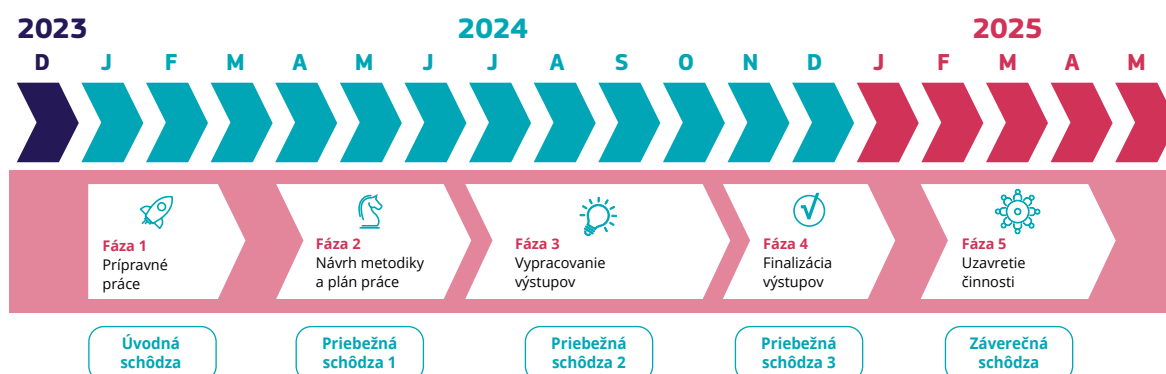 2023 2024 2025
D J F M A M J J A S O N D J F M A M
Fáza 1
Prípravné
práce
Fáza 2
Návrh metodiky
a plán práce
Fáza 3
Vypracovanie
výstupov
Fáza 4
Finalizácia
výstupov
Fáza 5
Uzavretie
činnosti
Úvodná
schôdza
Priebežná
schôdza 1
Priebežná
schôdza 2
Priebežná
schôdza 3
Záverečná
schôdza